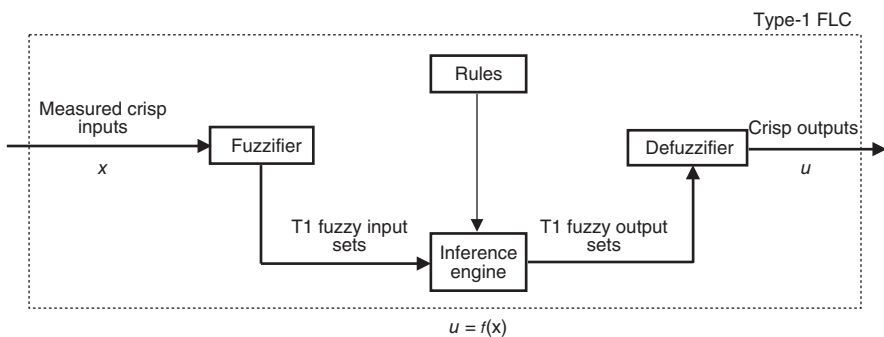 Type-1 FLC
Rules
Measured crisp
inputs
x
Fuzzifier
Defuzzifier
Crisp outputs
u
T1 fuzzy input
sets
Inference
engine
T1 fuzzy output
sets
u = f(x)